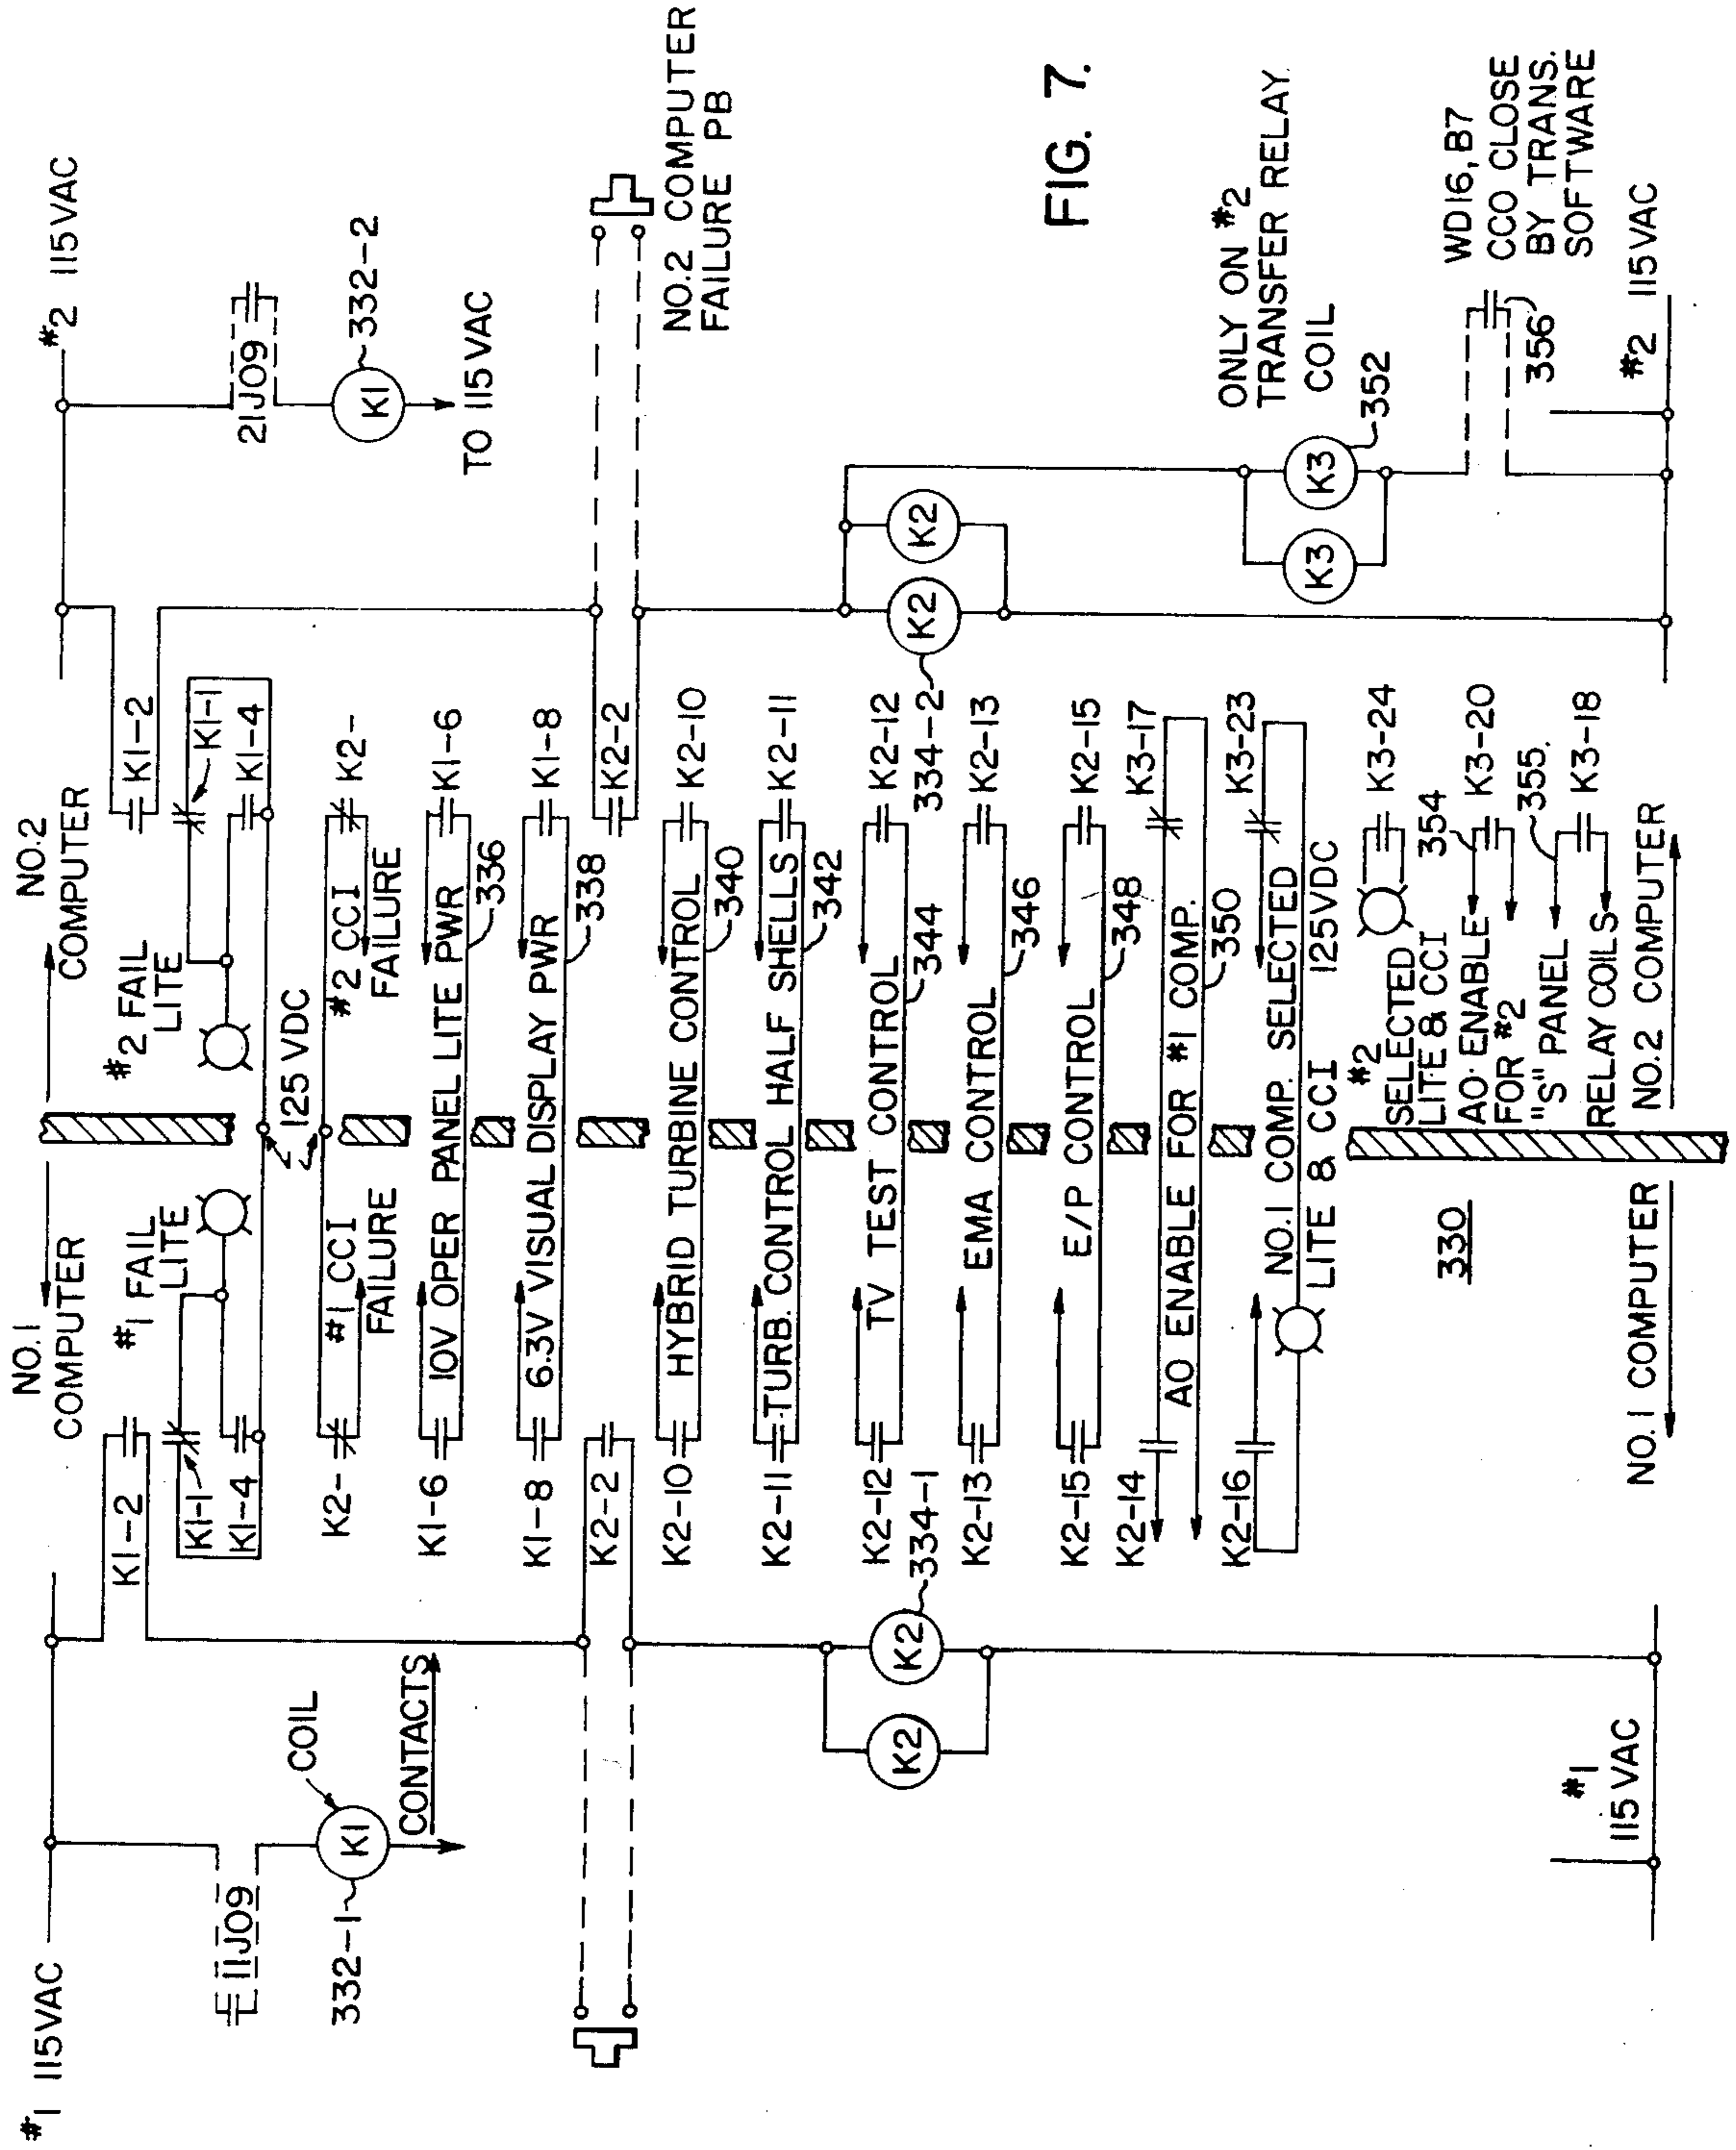 #1 115VAC
NO.1
COMPUTER
NO.2
COMPUTER
#2 115VAC
11J09
332-1
K1
COIL
CONTACTS
K1-2
K1-1
K1-4
#1 FAIL
LITE
#2 FAIL
LITE
K1-2
K1-1
K1-4
21J09
K1
332-2
TO 115VAC
125 VDC
K2-
#1 CCI
FAILURE
#2 CCI
FAILURE
K2-
K1-6
10V OPER PANEL LITE PWR
336
K1-6
K1-8
6.3V VISUAL DISPLAY PWR
338
K1-8
K2-2
K2-2
NO.2 COMPUTER
FAILURE PB
K2-10
HYBRID TURBINE CONTROL
340
K2-10
K2-11
TURB. CONTROL HALF SHELLS
342
K2-11
K2-12
TV TEST CONTROL
344
K2-12
K2
K2
334-1
334-2
K2
K2
K2-13
EMA CONTROL
346
K2-13
K2-15
E/P CONTROL
348
K2-15
K2-14
AO ENABLE FOR #1 COMP.
350
K3-17
K2-16
NO.1 COMP. SELECTED
LITE & CCI
125VDC
K3-23
FIG. 7.
ONLY ON #2
TRANSFER RELAY
COIL
K3
K3
352
#2
SELECTED
LITE & CCI
K3-24
354
AO ENABLE
FOR #2
K3-20
"S" PANEL
355
RELAY COILS
K3-18
WD16, B7
CCO CLOSE
BY TRANS.
SOFTWARE
356
330
#1
115 VAC
NO.1 COMPUTER
NO.2 COMPUTER
#2 115VAC